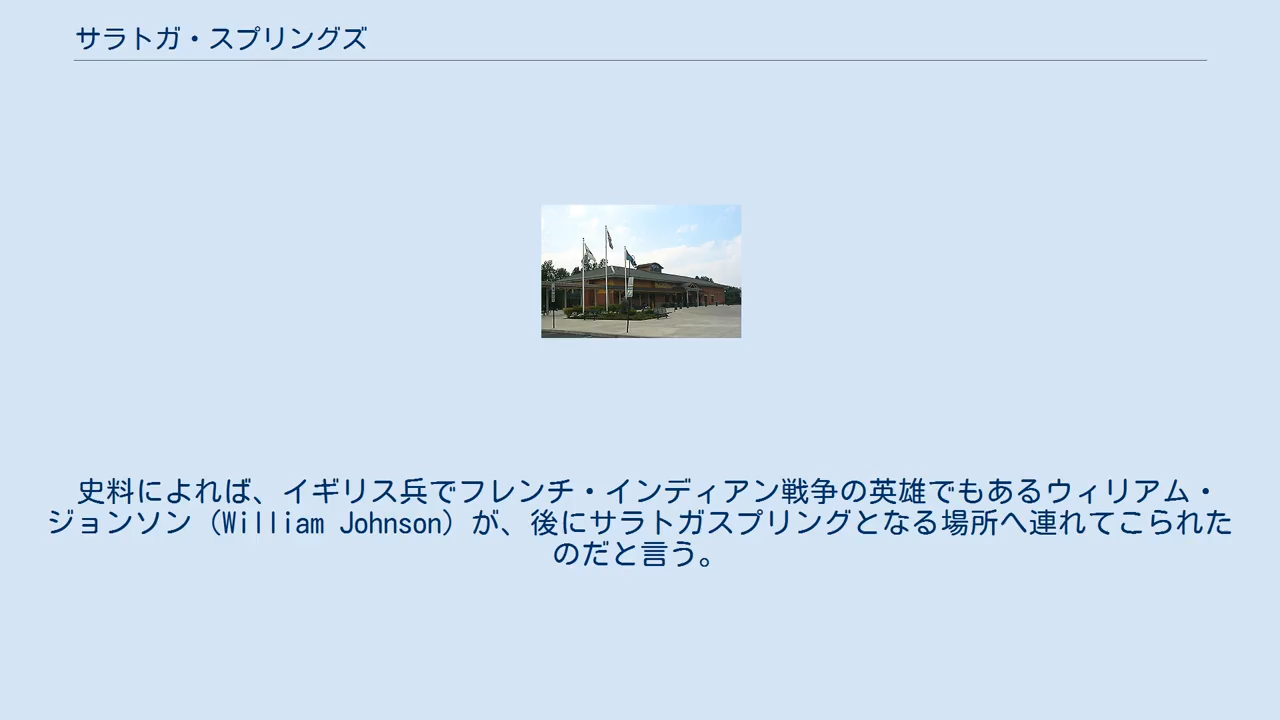 サラトガ・スプリングズ
史料によれば、イギリス兵でフレンチ・インディアン戦争の英雄でもあるウィリアム・
ジョンソン（William Johnson）が、後にサラトガスプリングとなる場所へ連れてこられた
のだと言う。